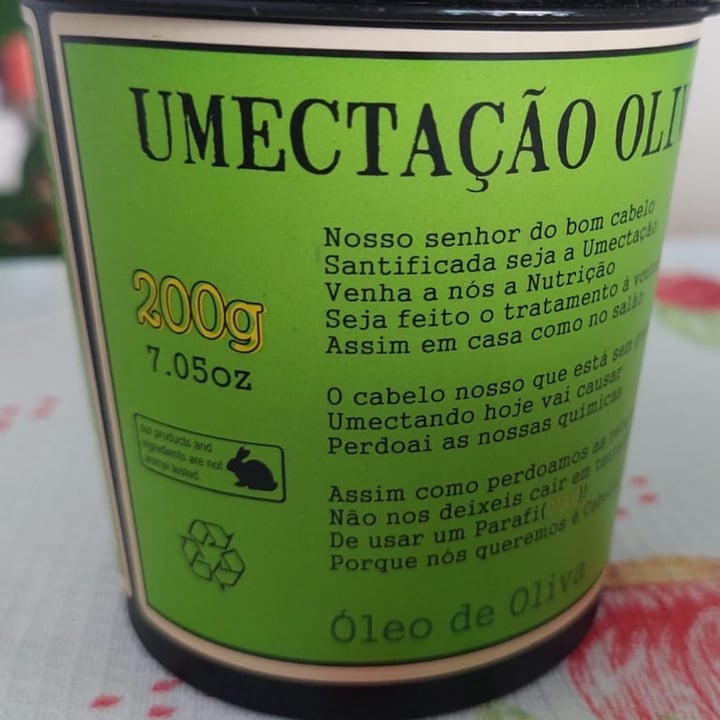 UMECTAÇÃO OLI
Nosso senhor do bom cabelo
Santificada seja a Umectação
Venha a nós a Nutrição
Seja feito o tratamento à
Assim em casa como no salão
200g
7.05oz
O cabelo nosso que está sem
Umectando hoje vai causar
Perdoai as nossas químicas
our products and
ingredients are not
animal tested.
Assim como perdoamos as
Não nos deixeis cair em
De usar um Parafi(
Porque nós queremos é
Óleo de Oliva